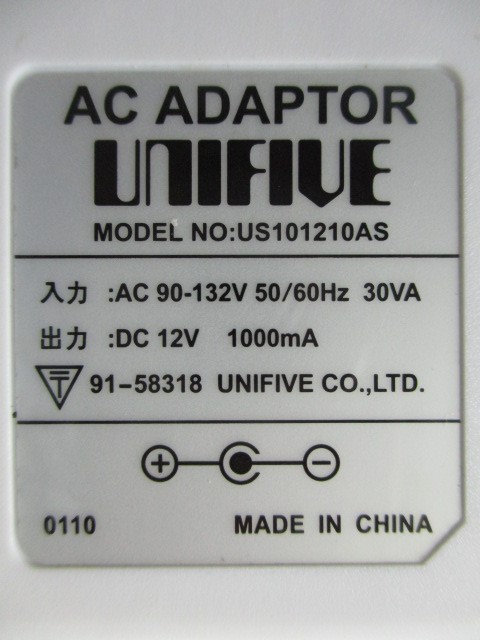 AC ADAPTOR
UNIFIVE
MODEL NO:US101210AS
入力 :AC 90-132V 50/60Hz 30VA
出力 :DC 12V 1000mA
T 91-58318 UNIFIVE CO.,LTD.
+ −
0110 MADE IN CHINA